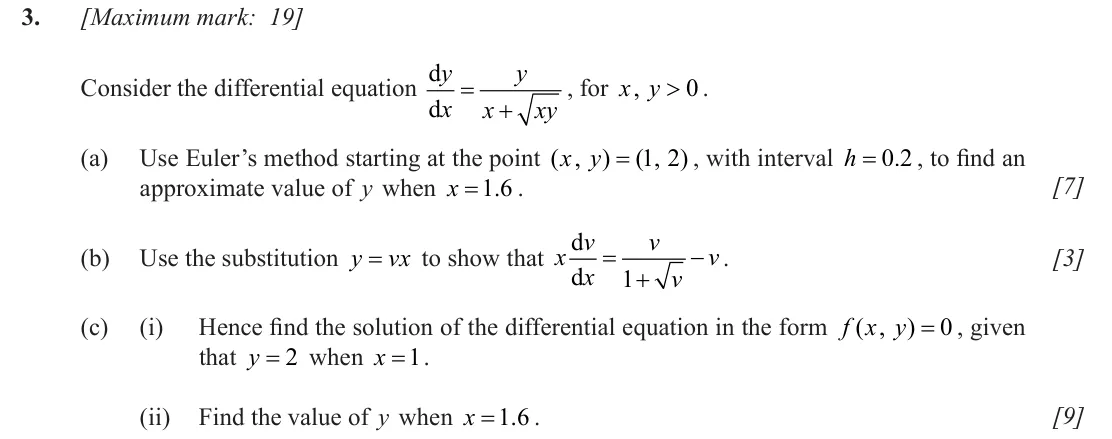 3. [Maximum mark: 19]
Consider the differential equation dy/dx = y/(x + √xy), for x, y > 0.
(a) Use Euler’s method starting at the point (x, y) = (1, 2), with interval h = 0.2, to find an
approximate value of y when x = 1.6. [7]
(b) Use the substitution y = vx to show that x dv/dx = v/(1 + √v) − v. [3]
(c) (i) Hence find the solution of the differential equation in the form f(x, y) = 0, given
that y = 2 when x = 1.
(ii) Find the value of y when x = 1.6. [9]